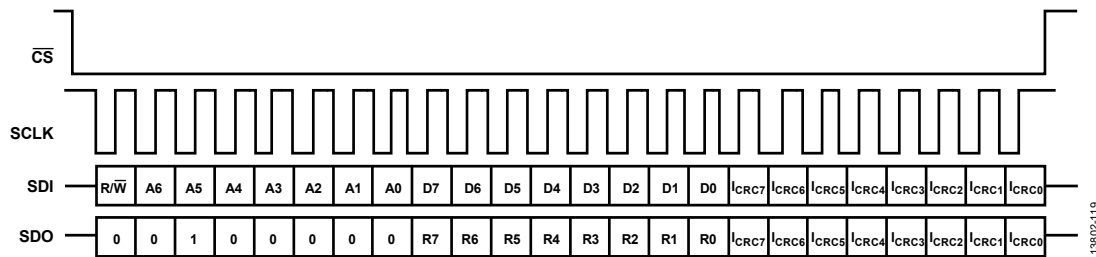 CS
SCLK
SDI R/W A6 A5 A4 A3 A2 A1 A0 D7 D6 D5 D4 D3 D2 D1 D0 ICRC7 ICRC6 ICRC5 ICRC4 ICRC3 ICRC2 ICRC1 ICRC0
SDO 0 0 1 0 0 0 0 0 R7 R6 R5 R4 R3 R2 R1 R0 ICRC7 ICRC6 ICRC5 ICRC4 ICRC3 ICRC2 ICRC1 ICRC0
13802-119